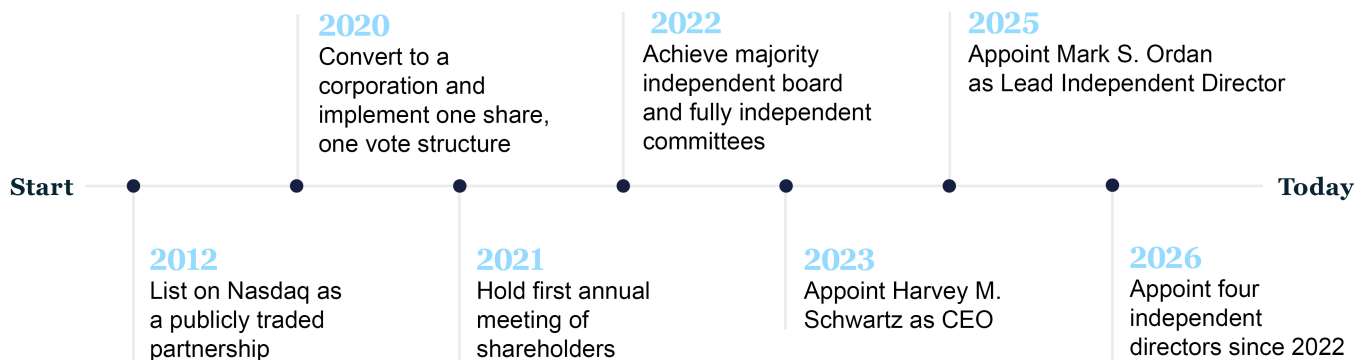 Start
2012
List on Nasdaq as
a publicly traded
partnership
2020
Convert to a
corporation and
implement one share,
one vote structure
2021
Hold first annual
meeting of
shareholders
2022
Achieve majority
independent board
and fully independent
committees
2023
Appoint Harvey M.
Schwartz as CEO
2025
Appoint Mark S. Ordan
as Lead Independent Director
2026
Appoint four
independent
directors since 2022
Today